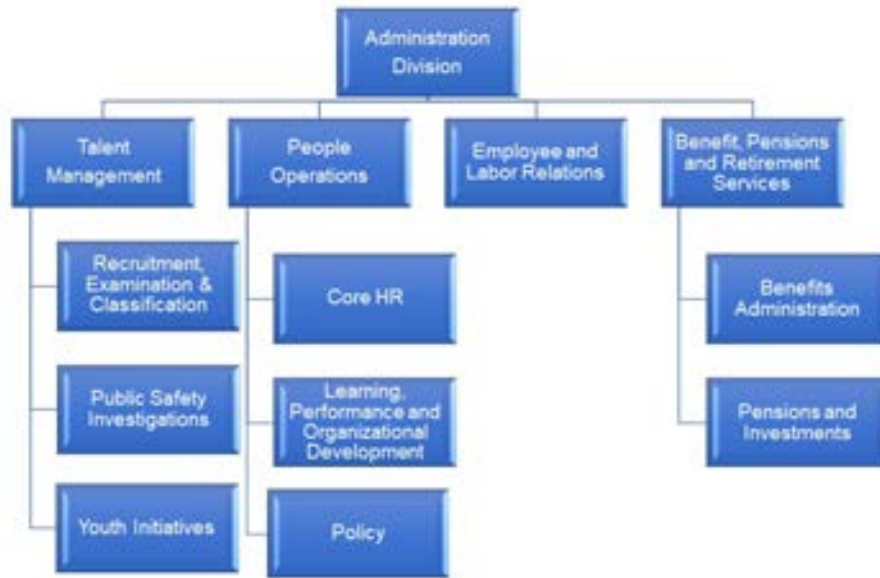 Administration
Division
Talent
Management
People
Operations
Employee and
Labor Relations
Benefit, Pensions
and Retirement
Services
Recruitment,
Examination &
Classification
Core HR
Benefits
Administration
Public Safety
Investigations
Learning,
Performance and
Organizational
Development
Pensions and
Investments
Youth Initiatives
Policy